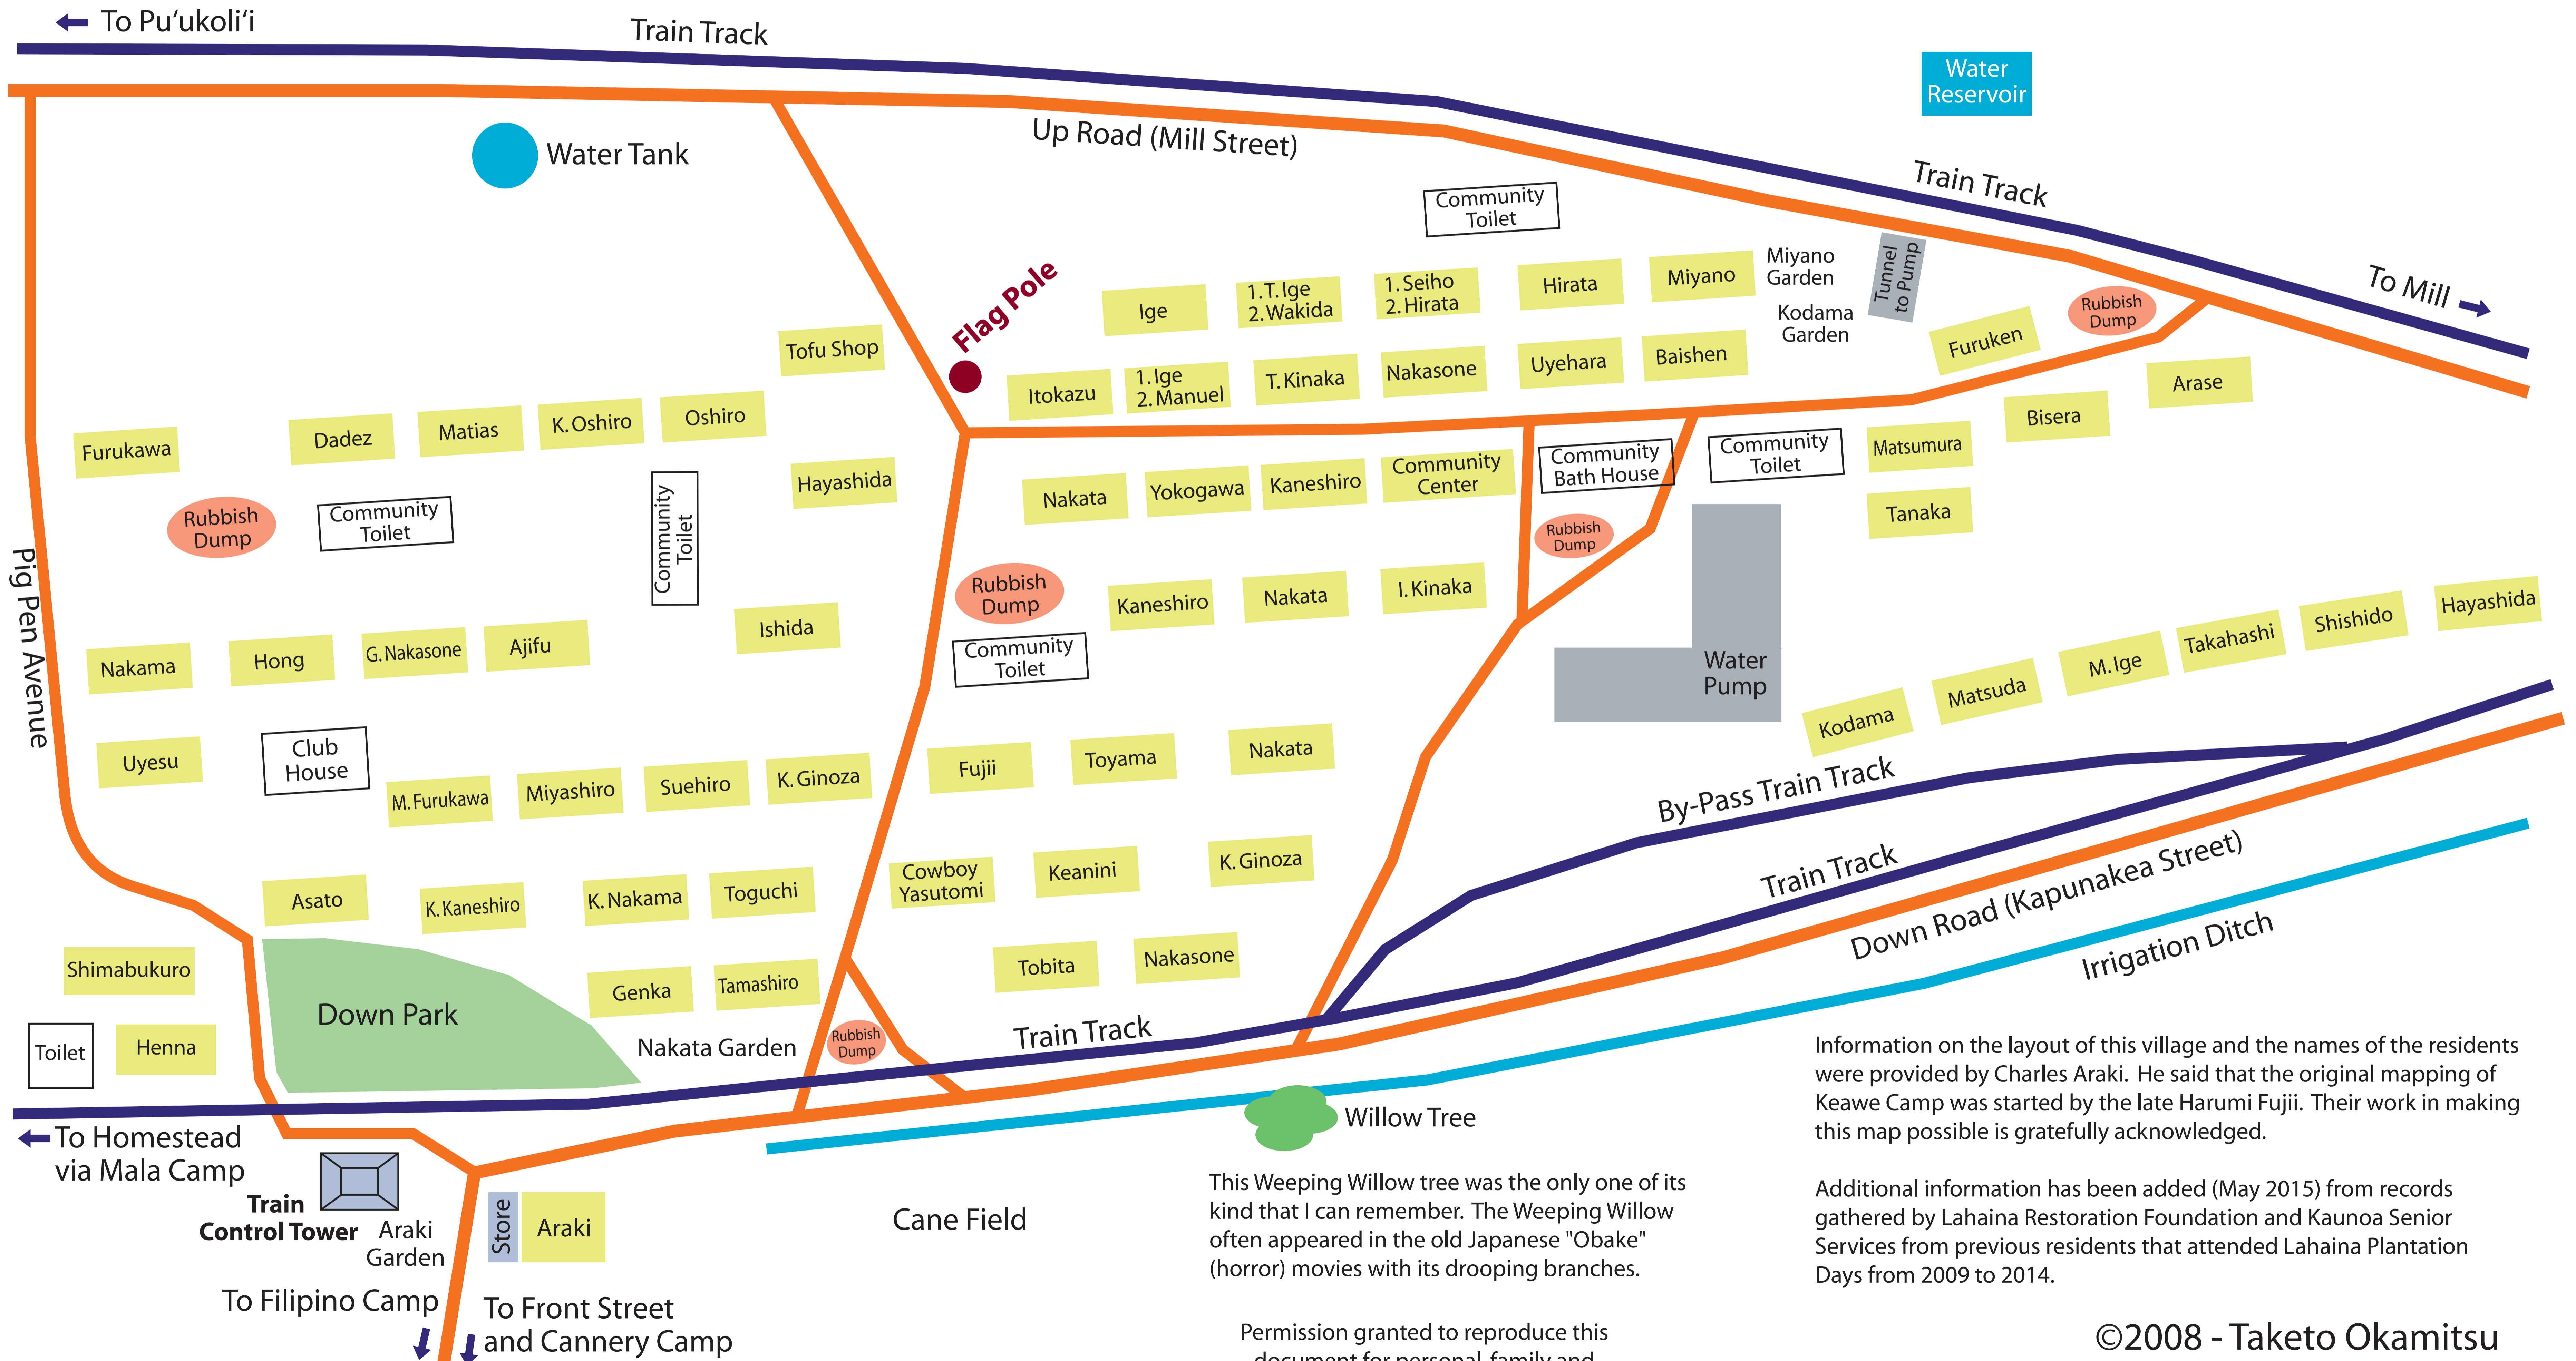 To Pu‘ukoli‘i
Train Track
Water
Reservoir
Water Tank
Up Road (Mill Street)
Train Track
To Mill
Community
Toilet
Miyano
Garden
Tunnel
to Pump
Kodama
Garden
Rubbish
Dump
Flag Pole
Ige
1. T. Ige
2. Wakida
1. Seiho
2. Hirata
Hirata
Miyano
Tofu Shop
Furuken
Itokazu
1. Ige
2. Manuel
T. Kinaka
Nakasone
Uyehara
Baishen
Arase
Bisera
Furukawa
Dadez
Matias
K. Oshiro
Oshiro
Hayashida
Nakata
Yokogawa
Kaneshiro
Community
Center
Community
Bath House
Community
Toilet
Matsumura
Tanaka
Rubbish
Dump
Community
Toilet
Community
Toilet
Rubbish
Dump
Rubbish
Dump
Pig Pen Avenue
Kaneshiro
Nakata
I. Kinaka
Ishida
Community
Toilet
Nakama
Hong
G. Nakasone
Ajifu
Water
Pump
Kodama
Matsuda
M. Ige
Takahashi
Shishido
Hayashida
Uyesu
Club
House
M. Furukawa
Miyashiro
Suehiro
K. Ginoza
Fujii
Toyama
Nakata
By-Pass Train Track
Asato
K. Kaneshiro
K. Nakama
Toguchi
Cowboy
Yasutomi
Keanini
K. Ginoza
Train Track
Down Road (Kapunakea Street)
Irrigation Ditch
Shimabukuro
Down Park
Genka
Tamashiro
Tobita
Nakasone
Toilet
Henna
Nakata Garden
Rubbish
Dump
Train Track
To Homestead
via Mala Camp
Willow Tree
Train
Control Tower
Araki
Garden
Store
Araki
Cane Field
To Filipino Camp
To Front Street
and Cannery Camp
This Weeping Willow tree was the only one of its
kind that I can remember. The Weeping Willow
often appeared in the old Japanese "Obake"
(horror) movies with its drooping branches.
Permission granted to reproduce this
document for personal, family and
Information on the layout of this village and the names of the residents
were provided by Charles Araki. He said that the original mapping of
Keawe Camp was started by the late Harumi Fujii. Their work in making
this map possible is gratefully acknowledged.
Additional information has been added (May 2015) from records
gathered by Lahaina Restoration Foundation and Kaunoa Senior
Services from previous residents that attended Lahaina Plantation
Days from 2009 to 2014.
©2008 - Taketo Okamitsu